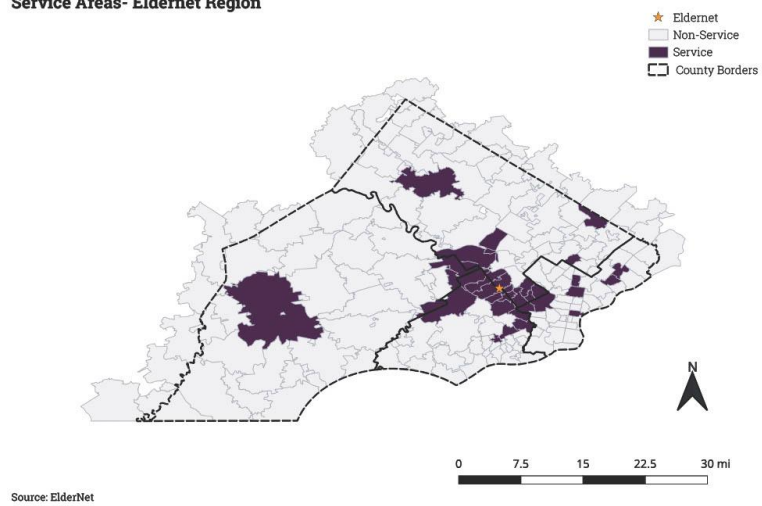 Service Areas- Eldernet Region
Eldernet
Non-Service
Service
County Borders
N
0 7.5 15 22.5 30 mi
Source: ElderNet